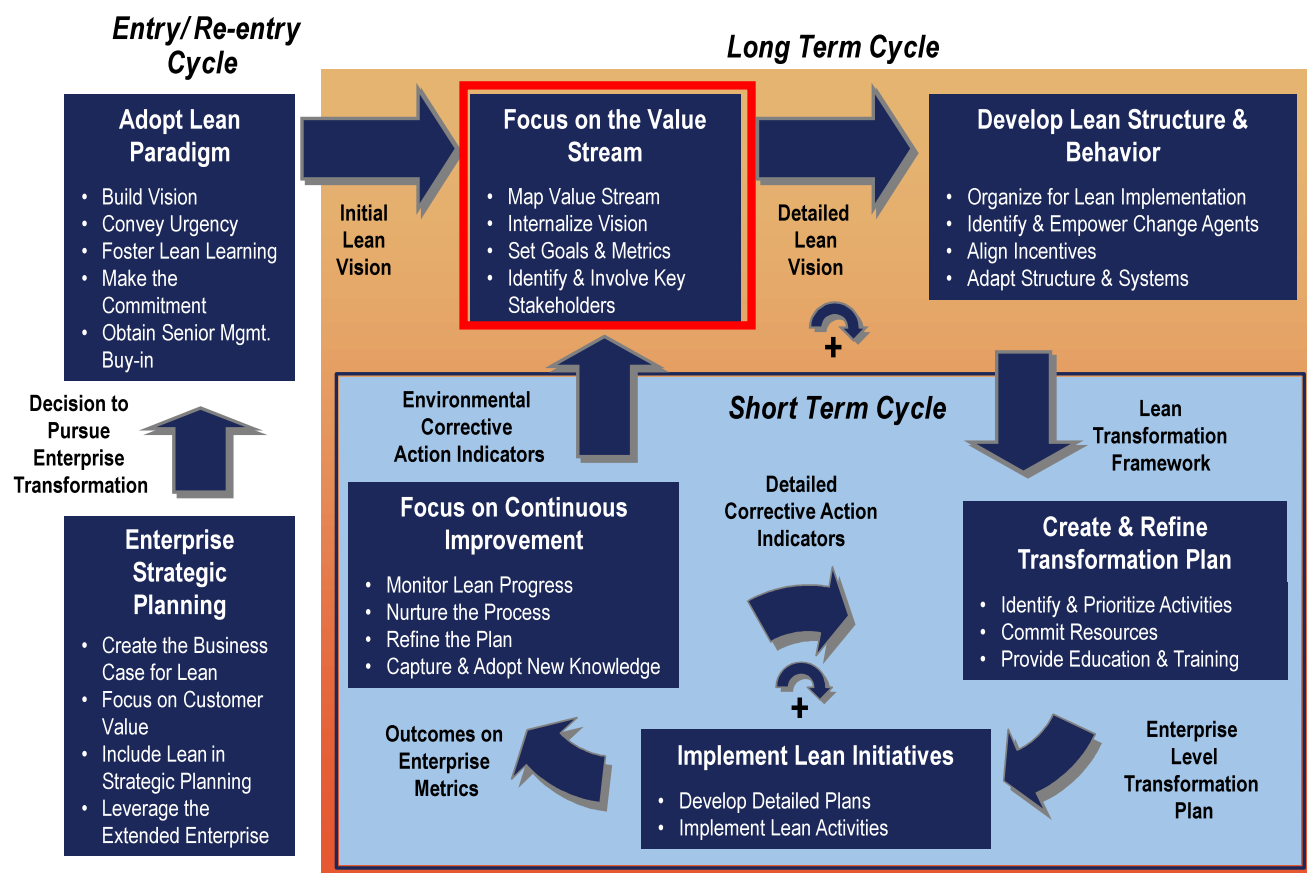 Entry/ Re-entry
Cycle
Long Term Cycle
Adopt Lean
Paradigm
• Build Vision
• Convey Urgency
• Foster Lean Learning
• Make the
Commitment
• Obtain Senior Mgmt.
Buy-in
Initial
Lean
Vision
Focus on the Value
Stream
• Map Value Stream
• Internalize Vision
• Set Goals & Metrics
• Identify & Involve Key
Stakeholders
Detailed
Lean
Vision
+
Develop Lean Structure &
Behavior
• Organize for Lean Implementation
• Identify & Empower Change Agents
• Align Incentives
• Adapt Structure & Systems
Decision to
Pursue
Enterprise
Transformation
Enterprise
Strategic
Planning
• Create the Business
Case for Lean
• Focus on Customer
Value
• Include Lean in
Strategic Planning
• Leverage the
Extended Enterprise
Environmental
Corrective
Action Indicators
Short Term Cycle
Lean
Transformation
Framework
Focus on Continuous
Improvement
• Monitor Lean Progress
• Nurture the Process
• Refine the Plan
• Capture & Adopt New Knowledge
Detailed
Corrective Action
Indicators
+
Create & Refine
Transformation Plan
• Identify & Prioritize Activities
• Commit Resources
• Provide Education & Training
Outcomes on
Enterprise
Metrics
Implement Lean Initiatives
• Develop Detailed Plans
• Implement Lean Activities
Enterprise
Level
Transformation
Plan